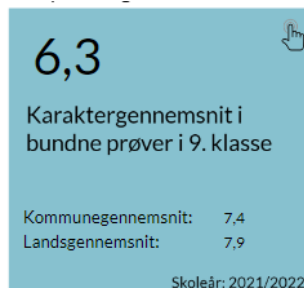 6,3
Karaktergennemsnit i
bundne prøver i 9. klasse
Kommunegennemsnit: 7,4
Landsgennemsnit: 7,9
Skoleår: 2021/2022